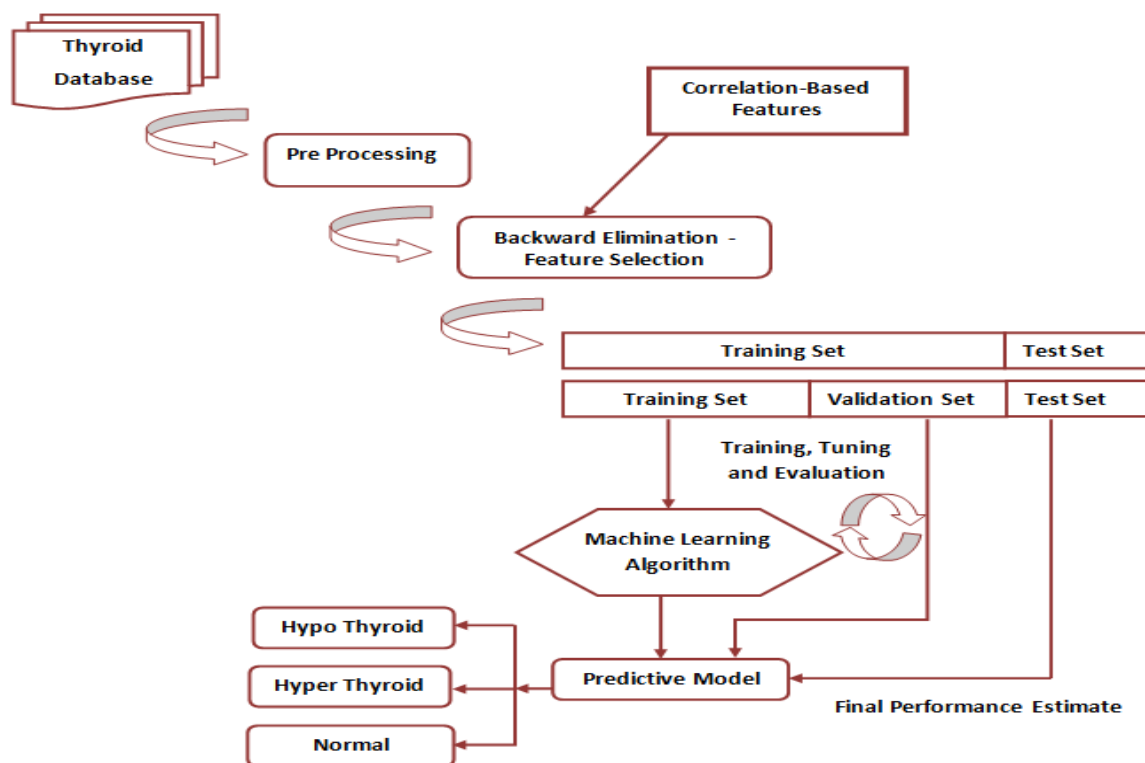 Thyroid
Database
Correlation-Based
Features
Pre Processing
Backward Elimination -
Feature Selection
Training Set
Test Set
Training Set
Validation Set
Test Set
Training, Tuning
and Evaluation
Machine Learning
Algorithm
Hypo Thyroid
Hyper Thyroid
Normal
Predictive Model
Final Performance Estimate